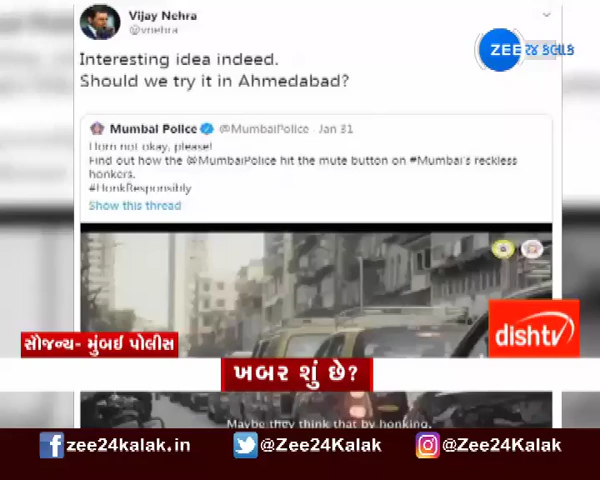 Vijay Nehra
@vnehra
Interesting idea indeed.
Should we try it in Ahmedabad?
ZEE ૨૪ કલાક
Mumbai Police @MumbaiPolice · Jan 31
Horn not okay, please!
Find out how the @MumbaiPolice hit the mute button on #Mumbai's reckless
honkers.
#HonkResponsibly
Show this thread
dishtv
સૌજન્ય- મુંબઈ પોલીસ
ખબર શું છે?
Maybe they think that by honking,
zee24kalak.in @Zee24Kalak @Zee24Kalak